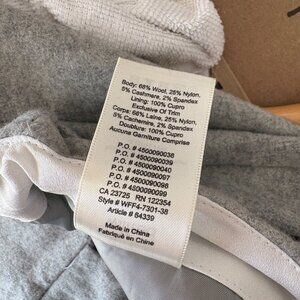 Body: 68% Wool, 25% Nylon,
5% Cashmere, 2% Spandex
Lining: 100% Cupro
Exclusive Of Trim
Corps: 68% Laine, 25% Nylon,
5% Cachemire, 2% Spandex
Doublure: 100% Cupro
Aucune Garniture Comprise
P.O. # 4500090036
P.O. # 4500090039
P.O. # 4500090040
P.O. # 4500090097
P.O. # 4500090098
P.O. # 4500090099
CA 23725 RN 122354
Style # WFF4-7301-38
Article # 64339
Made in China
Fabriqué en Chine